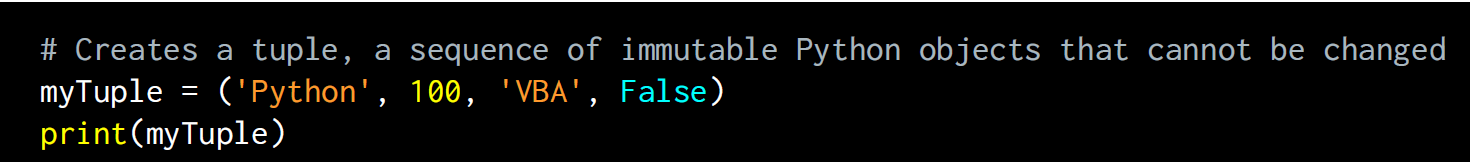 # Creates a tuple, a sequence of immutable Python objects that cannot be changed
myTuple = ('Python', 100, 'VBA', False)
print(myTuple)